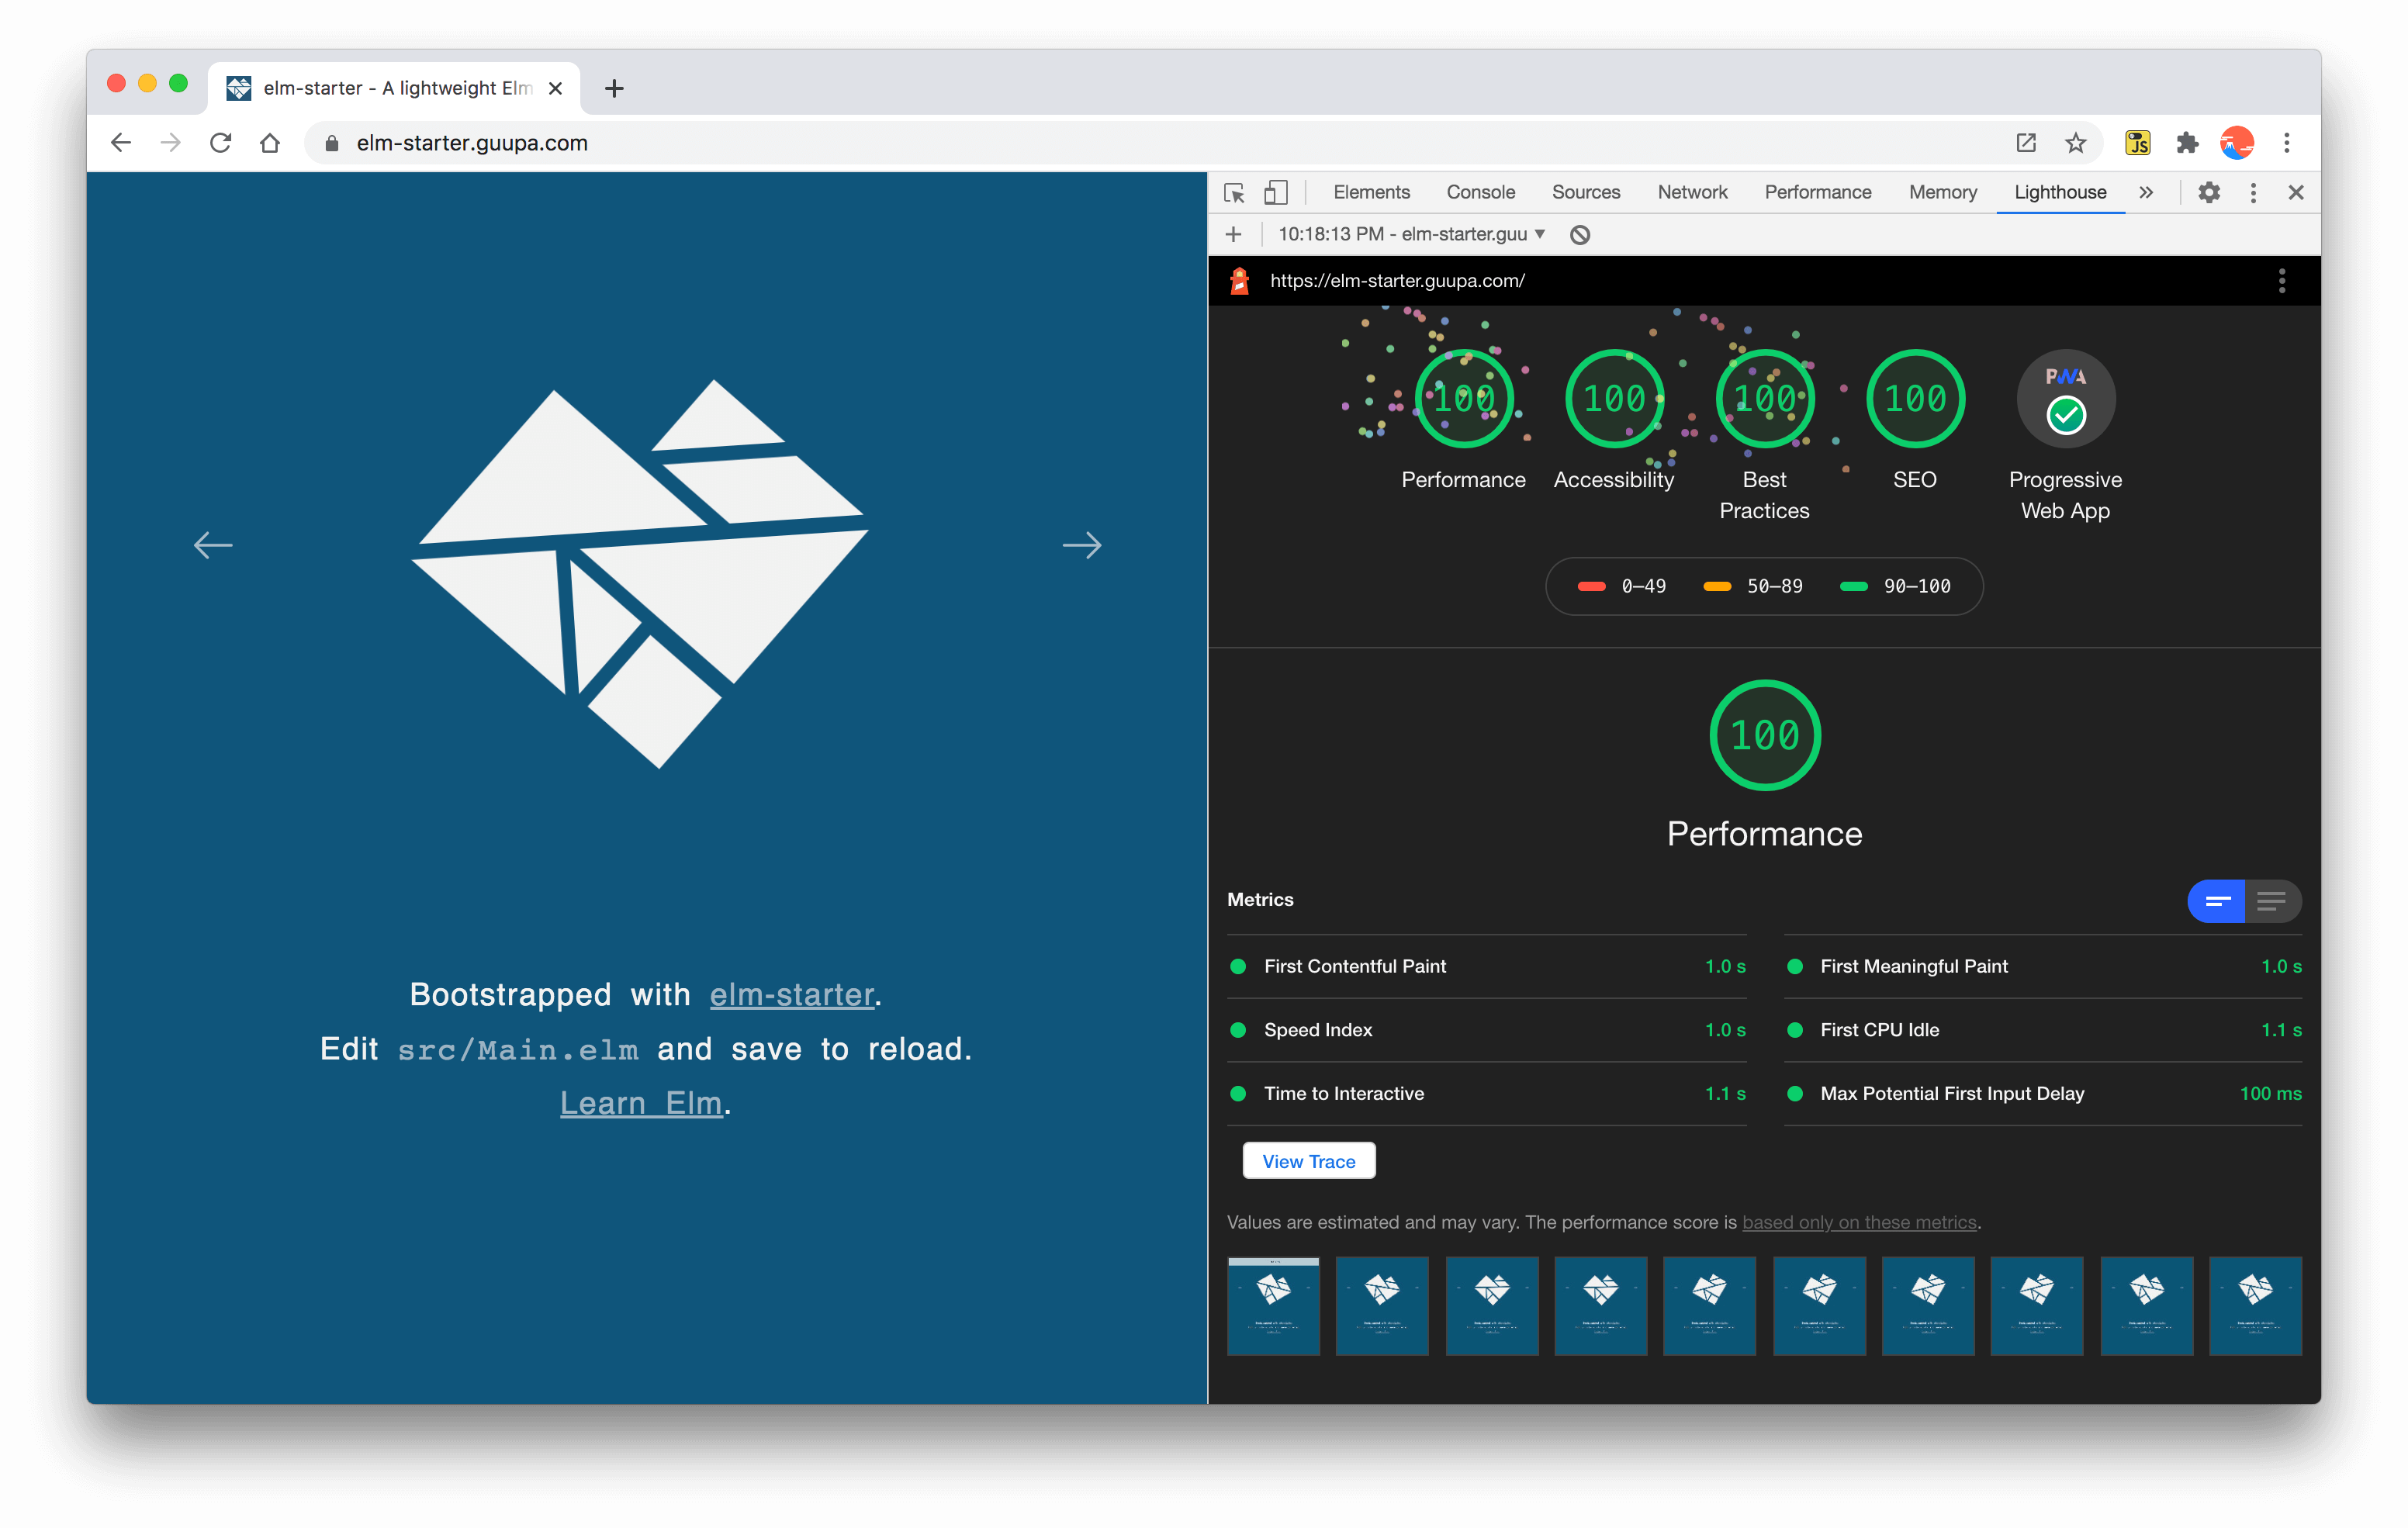 elm-starter - A lightweight Elm
elm-starter.guupa.com
JS
Elements Console Sources Network Performance Memory Lighthouse
10:18:13 PM - elm-starter.guu
https://elm-starter.guupa.com/
100 100 100 100 PWA
Performance Accessibility Best Practices SEO Progressive Web App
0–49 50–89 90–100
100
Performance
Metrics
First Contentful Paint 1.0 s First Meaningful Paint 1.0 s
Speed Index 1.0 s First CPU Idle 1.1 s
Time to Interactive 1.1 s Max Potential First Input Delay 100 ms
View Trace
Values are estimated and may vary. The performance score is based only on these metrics.
Bootstrapped with elm-starter.
Edit src/Main.elm and save to reload.
Learn Elm.